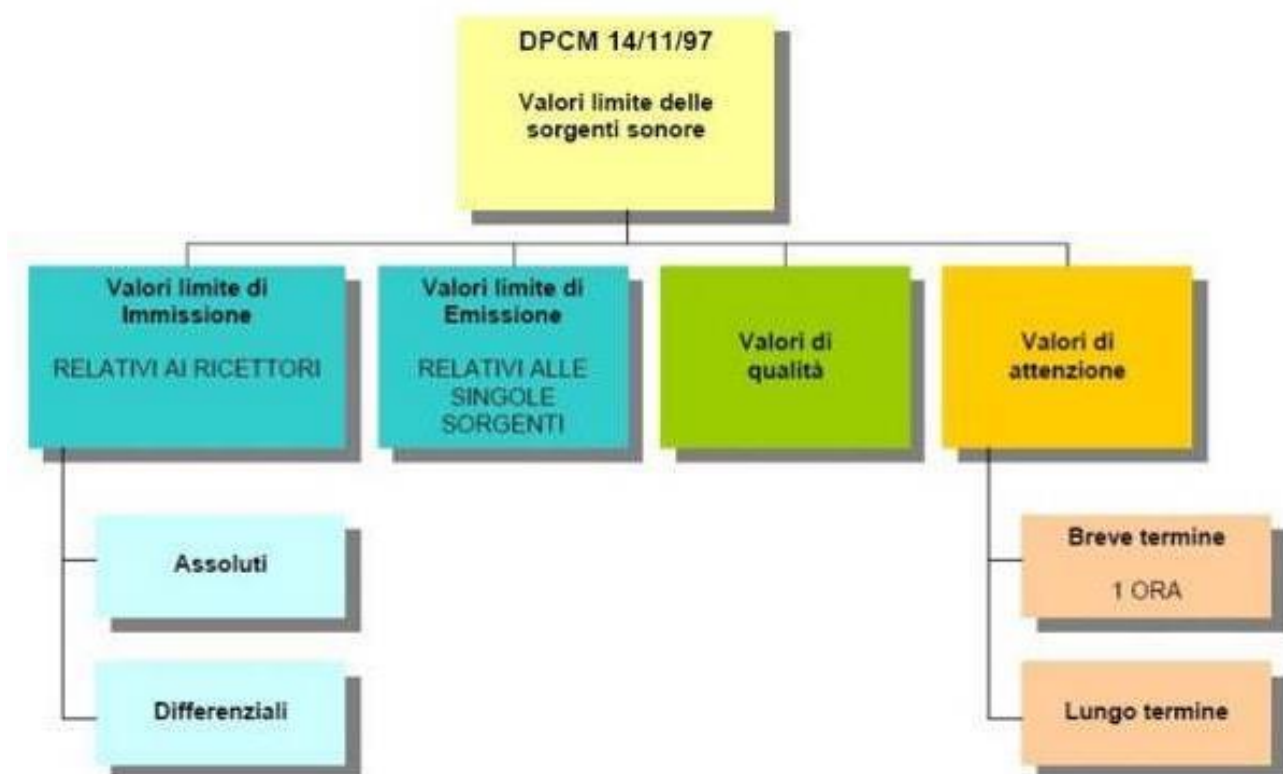 DPCM 14/11/97
Valori limite delle
sorgenti sonore
Valori limite di
Immissione
RELATIVI AI RICETTORI
Valori limite di
Emissione
RELATIVI ALLE
SINGOLE
SORGENTI
Valori di
qualità
Valori di
attenzione
Assoluti
Differenziali
Breve termine
1 ORA
Lungo termine